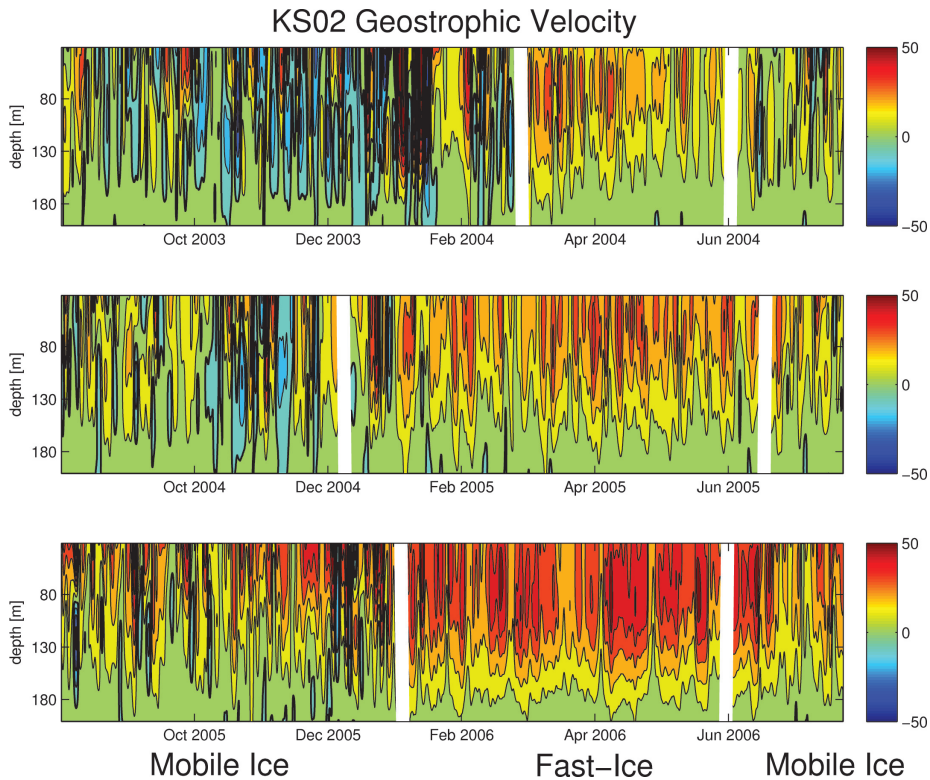 KS02 Geostrophic Velocity
depth [m]
80
130
180
Oct 2003 Dec 2003 Feb 2004 Apr 2004 Jun 2004
50
0
−50
depth [m]
80
130
180
Oct 2004 Dec 2004 Feb 2005 Apr 2005 Jun 2005
50
0
−50
depth [m]
80
130
180
Oct 2005 Dec 2005 Feb 2006 Apr 2006 Jun 2006
50
0
−50
Mobile Ice Fast−Ice Mobile Ice